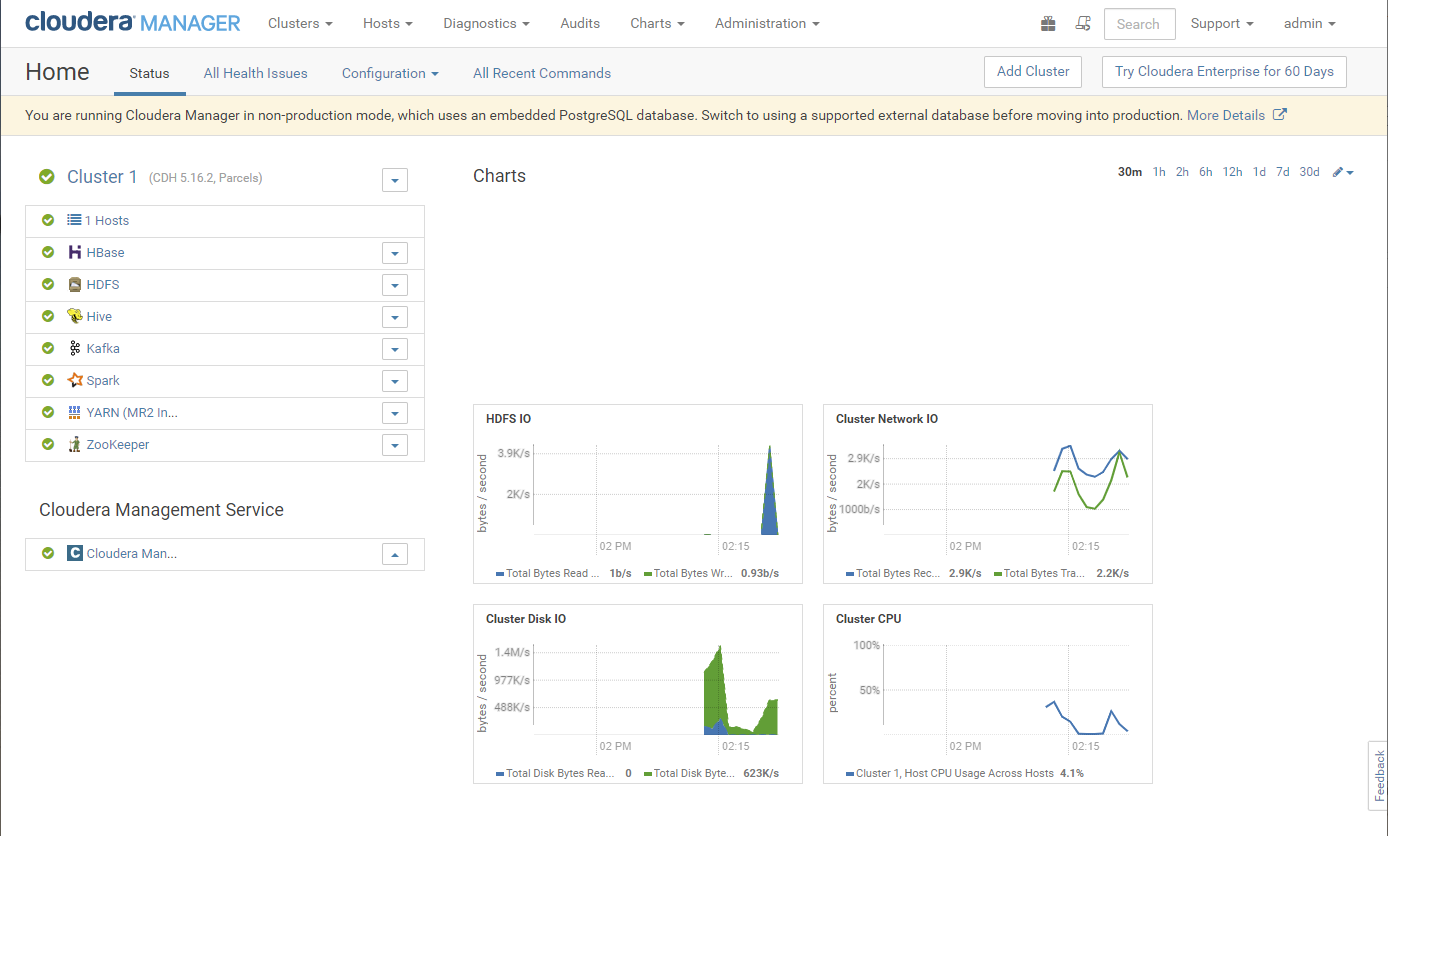 cloudera MANAGER Clusters Hosts Diagnostics Audits Charts Administration Search Support admin
Home Status All Health Issues Configuration All Recent Commands Add Cluster Try Cloudera Enterprise for 60 Days
You are running Cloudera Manager in non-production mode, which uses an embedded PostgreSQL database. Switch to using a supported external database before moving into production. More Details
Cluster 1 (CDH 5.16.2, Parcels)
1 Hosts
HBase
HDFS
Hive
Kafka
Spark
YARN (MR2 In...
ZooKeeper
Cloudera Management Service
C Cloudera Man...
Charts
30m 1h 2h 6h 12h 1d 7d 30d
HDFS IO
bytes / second
3.9K/s
2K/s
02 PM 02:15
Total Bytes Read ... 1b/s Total Bytes Wr... 0.93b/s
Cluster Network IO
bytes / second
2.9K/s
2K/s
1000b/s
02 PM 02:15
Total Bytes Rec... 2.9K/s Total Bytes Tra... 2.2K/s
Cluster Disk IO
bytes / second
1.4M/s
977K/s
488K/s
02 PM 02:15
Total Disk Bytes Rea... 0 Total Disk Byte... 623K/s
Cluster CPU
percent
100%
50%
02 PM 02:15
Cluster 1, Host CPU Usage Across Hosts 4.1%
Feedback